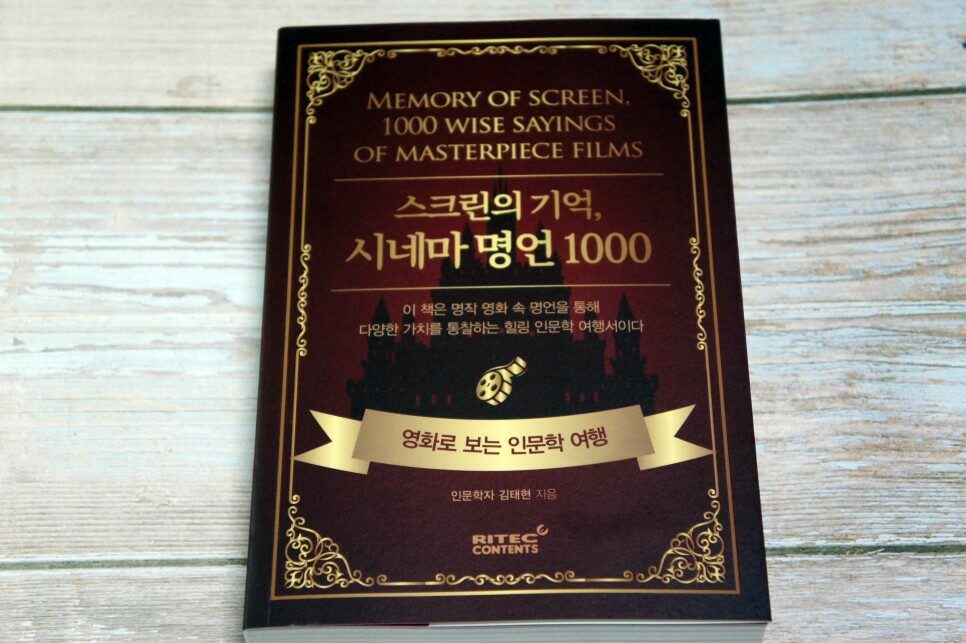 MEMORY OF SCREEN,
1000 WISE SAYINGS
OF MASTERPIECE FILMS
스크린의 기억,
시네마 명언 1000
이 책은 명작 영화 속 명언을 통해
다양한 가치를 통찰하는 힐링 인문학 여행서이다
영화로 보는 인문학 여행
인문학자 김태현 지음
RITEC
CONTENTS